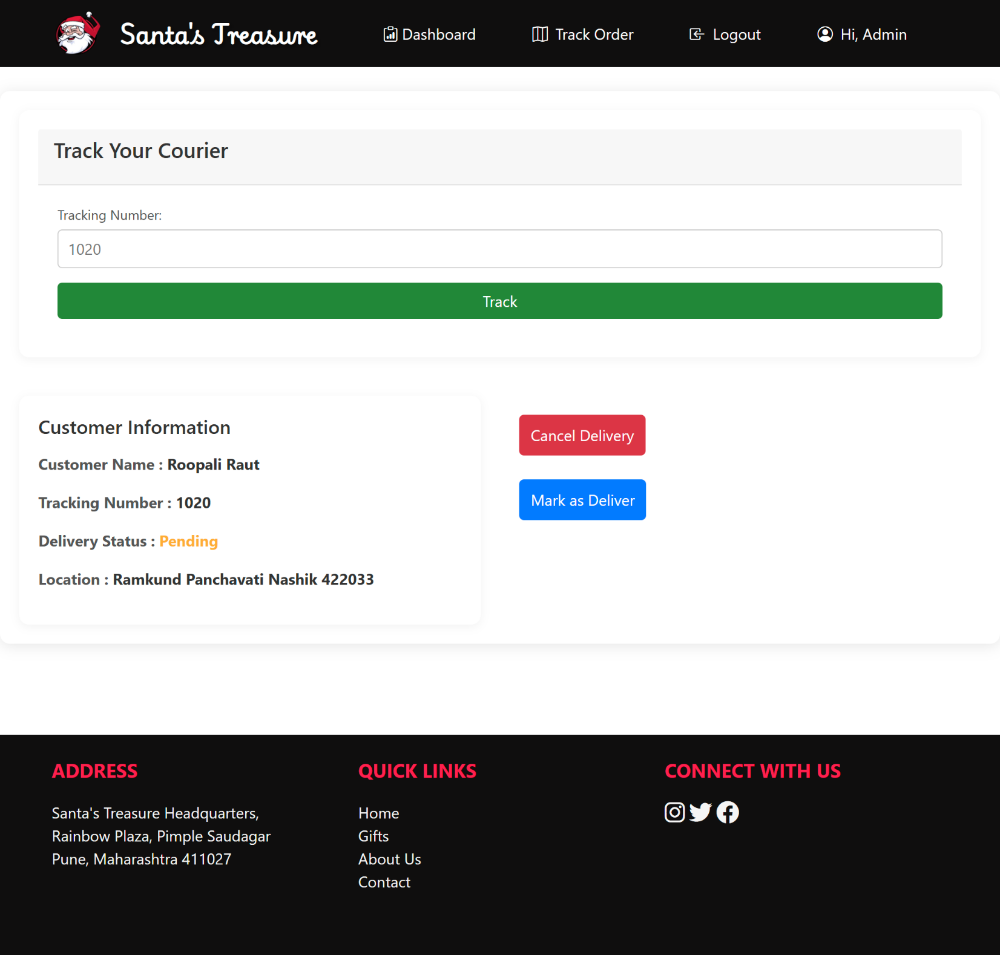 Santa's Treasure
Dashboard
Track Order
Logout
Hi, Admin
Track Your Courier
Tracking Number:
1020
Track
Customer Information
Customer Name : Roopali Raut
Tracking Number : 1020
Delivery Status : Pending
Location : Ramkund Panchavati Nashik 422033
Cancel Delivery
Mark as Deliver
ADDRESS
Santa's Treasure Headquarters,
Rainbow Plaza, Pimple Saudagar
Pune, Maharashtra 411027
QUICK LINKS
Home
Gifts
About Us
Contact
CONNECT WITH US